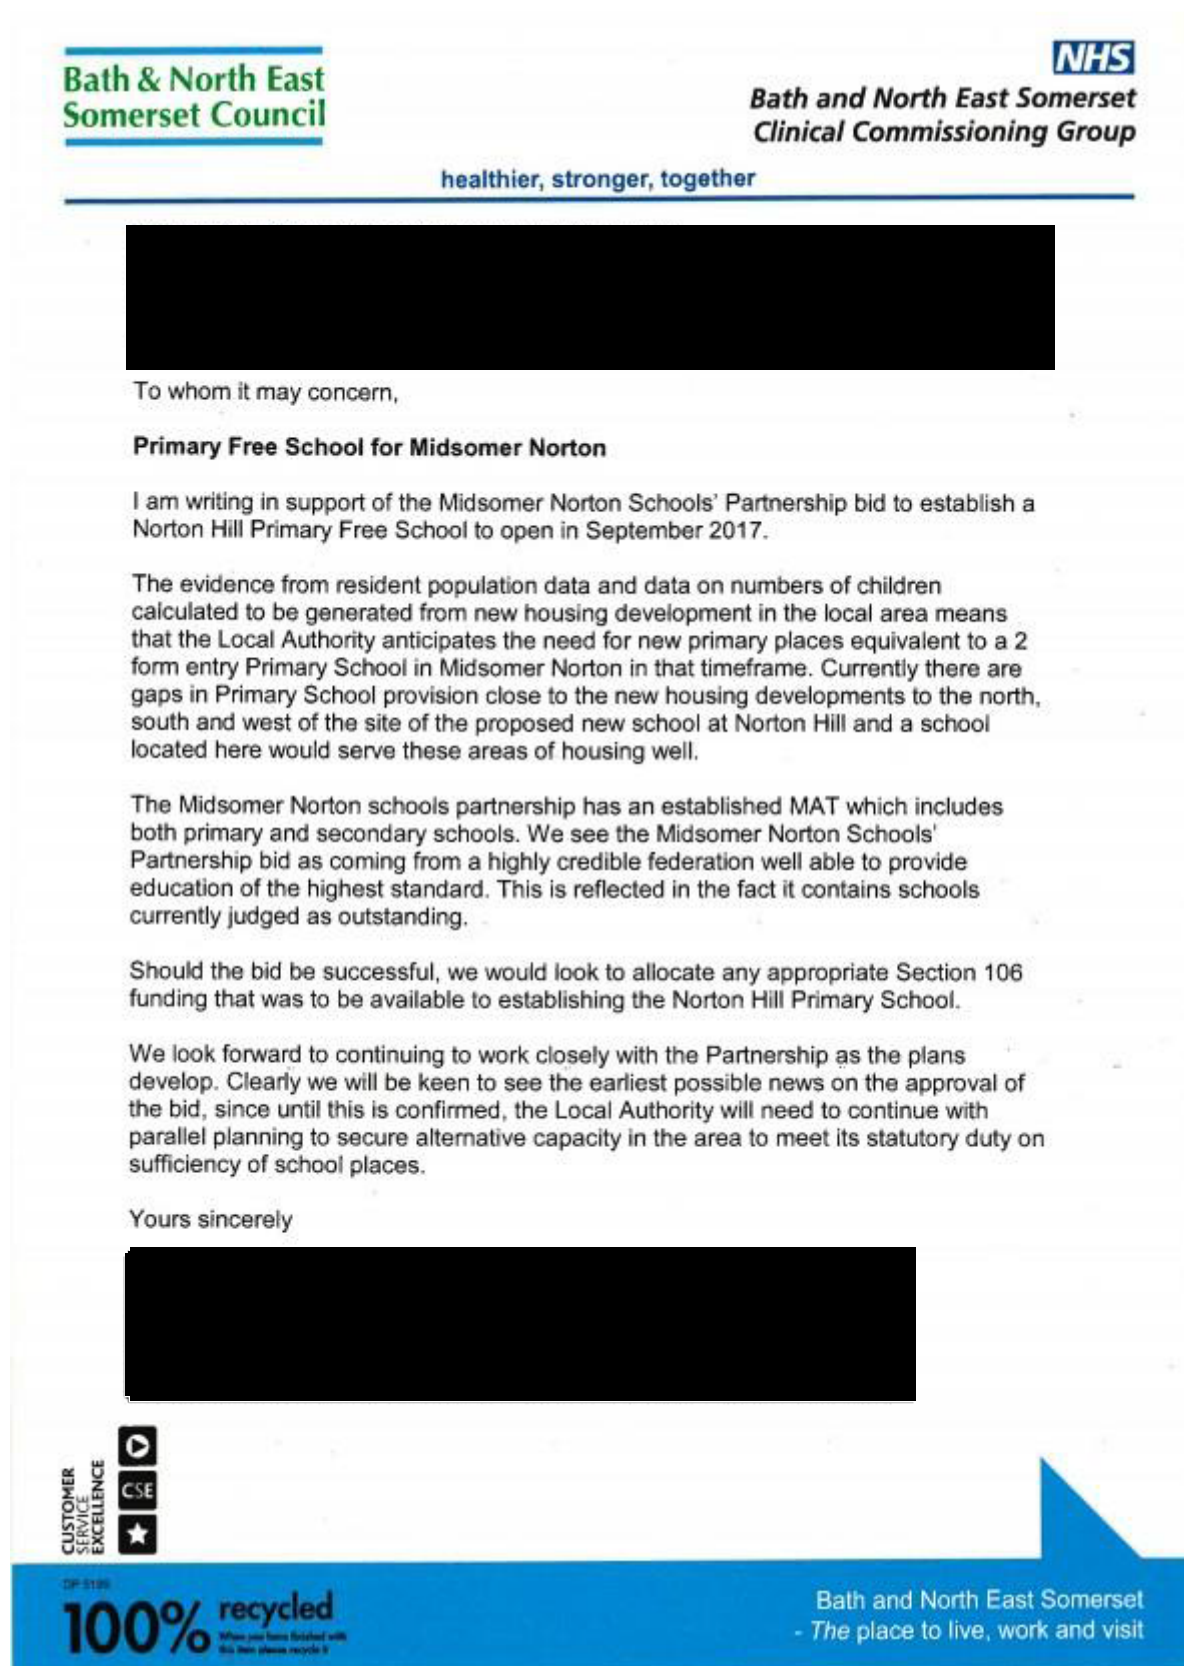 Bath & North East
Somerset Council
NHS
Bath and North East Somerset
Clinical Commissioning Group
healthier, stronger, together
To whom it may concern,
Primary Free School for Midsomer Norton
I am writing in support of the Midsomer Norton Schools' Partnership bid to establish a
Norton Hill Primary Free School to open in September 2017.
The evidence from resident population data and data on numbers of children
calculated to be generated from new housing development in the local area means
that the Local Authority anticipates the need for new primary places equivalent to a 2
form entry Primary School in Midsomer Norton in that timeframe. Currently there are
gaps in Primary School provision close to the new housing developments to the north,
south and west of the site of the proposed new school at Norton Hill and a school
located here would serve these areas of housing well.
The Midsomer Norton schools partnership has an established MAT which includes
both primary and secondary schools. We see the Midsomer Norton Schools'
Partnership bid as coming from a highly credible federation well able to provide
education of the highest standard. This is reflected in the fact it contains schools
currently judged as outstanding.
Should the bid be successful, we would look to allocate any appropriate Section 106
funding that was to be available to establishing the Norton Hill Primary School.
We look forward to continuing to work closely with the Partnership as the plans
develop. Clearly we will be keen to see the earliest possible news on the approval of
the bid, since until this is confirmed, the Local Authority will need to continue with
parallel planning to secure alternative capacity in the area to meet its statutory duty on
sufficiency of school places.
Yours sincerely
CUSTOMER
SERVICE
EXCELLENCE
CSE
100% recycled
When you have finished with
this item please recycle it
Bath and North East Somerset
- The place to live, work and visit